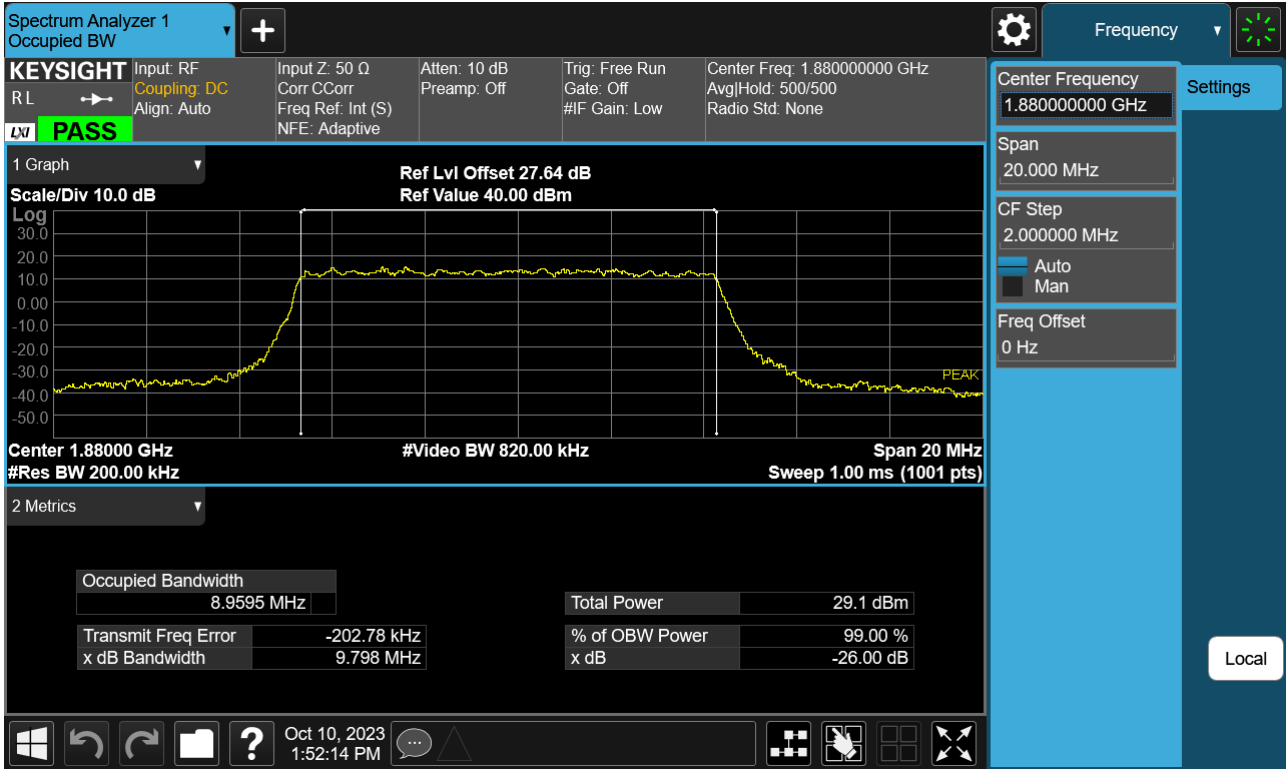 Spectrum Analyzer 1
Occupied BW
Frequency
KEYSIGHT
R L
LXI
PASS
Input: RF
Coupling: DC
Align: Auto
Input Z: 50 Ω
Corr CCorr
Freq Ref: Int (S)
NFE: Adaptive
Atten: 10 dB
Preamp: Off
Trig: Free Run
Gate: Off
#IF Gain: Low
Center Freq: 1.880000000 GHz
Avg|Hold: 500/500
Radio Std: None
Center Frequency
1.880000000 GHz
Settings
Span
20.000 MHz
CF Step
2.000000 MHz
Auto
Man
Freq Offset
0 Hz
Local
1 Graph
Scale/Div 10.0 dB
Ref Lvl Offset 27.64 dB
Ref Value 40.00 dBm
Log
30.0
20.0
10.0
0.00
-10.0
-20.0
-30.0
-40.0
-50.0
PEAK
Center 1.88000 GHz
#Video BW 820.00 kHz
Span 20 MHz
#Res BW 200.00 kHz
Sweep 1.00 ms (1001 pts)
2 Metrics
Occupied Bandwidth
8.9595 MHz
Total Power 29.1 dBm
Transmit Freq Error -202.78 kHz
% of OBW Power 99.00 %
x dB Bandwidth 9.798 MHz
x dB -26.00 dB
Oct 10, 2023
1:52:14 PM